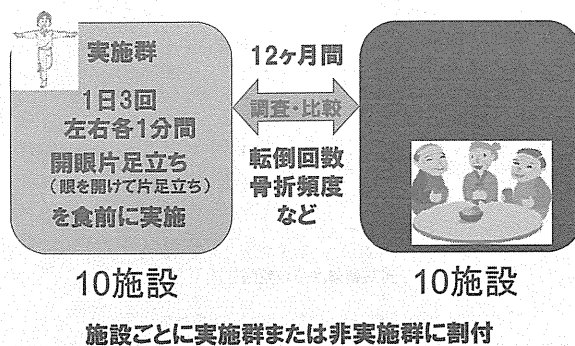 実施群
1日3回
左右各1分間
開眼片足立ち
（眼を開けて片足立ち）
を食前に実施
12ヶ月間
調査・比較
転倒回数
骨折頻度
など
10施設
10施設
施設ごとに実施群または非実施群に割付